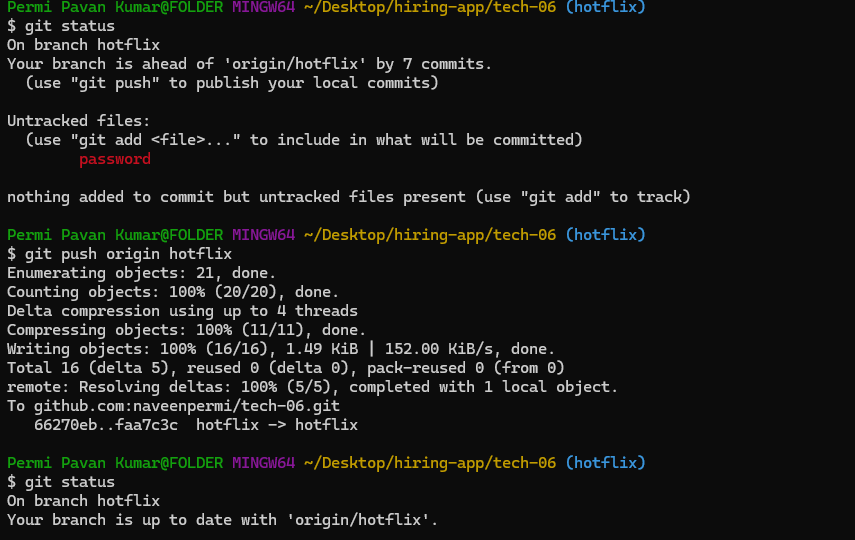 Permi Pavan Kumar@FOLDER MINGW64 ~/Desktop/hiring-app/tech-06 (hotflix)
$ git status
On branch hotflix
Your branch is ahead of 'origin/hotflix' by 7 commits.
  (use "git push" to publish your local commits)

Untracked files:
  (use "git add <file>..." to include in what will be committed)
        password

nothing added to commit but untracked files present (use "git add" to track)

Permi Pavan Kumar@FOLDER MINGW64 ~/Desktop/hiring-app/tech-06 (hotflix)
$ git push origin hotflix
Enumerating objects: 21, done.
Counting objects: 100% (20/20), done.
Delta compression using up to 4 threads
Compressing objects: 100% (11/11), done.
Writing objects: 100% (16/16), 1.49 KiB | 152.00 KiB/s, done.
Total 16 (delta 5), reused 0 (delta 0), pack-reused 0 (from 0)
remote: Resolving deltas: 100% (5/5), completed with 1 local object.
To github.com:naveenpermi/tech-06.git
   66270eb..faa7c3c  hotflix -> hotflix

Permi Pavan Kumar@FOLDER MINGW64 ~/Desktop/hiring-app/tech-06 (hotflix)
$ git status
On branch hotflix
Your branch is up to date with 'origin/hotflix'.